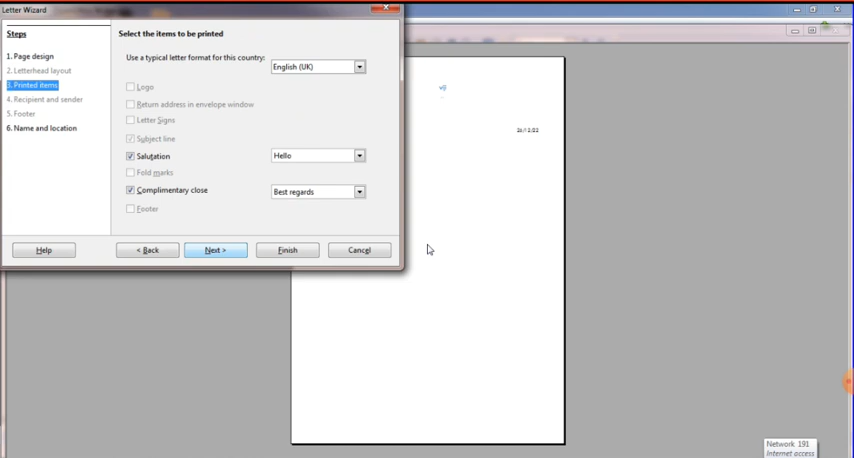 Letter Wizard
Steps
1. Page design
2. Letterhead layout
3. Printed items
4. Recipient and sender
5. Footer
6. Name and location
Select the items to be printed
Use a typical letter format for this country:
English (UK)
Logo
Return address in envelope window
Letter Signs
Subject line
Salutation
Hello
Fold marks
Complimentary close
Best regards
Footer
Help
< Back
Next >
Finish
Cancel
Network 191
Internet access